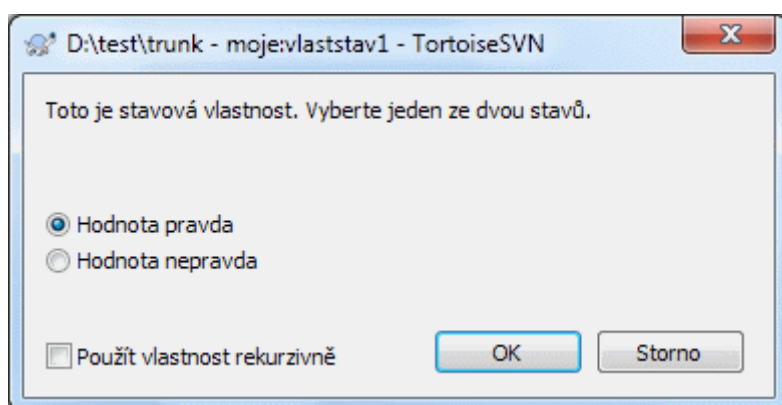 D:\test\trunk - moje:vlaststav1 - TortoiseSVN
Toto je stavová vlastnost. Vyberte jeden ze dvou stavů.
Hodnota pravda
Hodnota nepravda
Použít vlastnost rekurzivně
OK
Storno